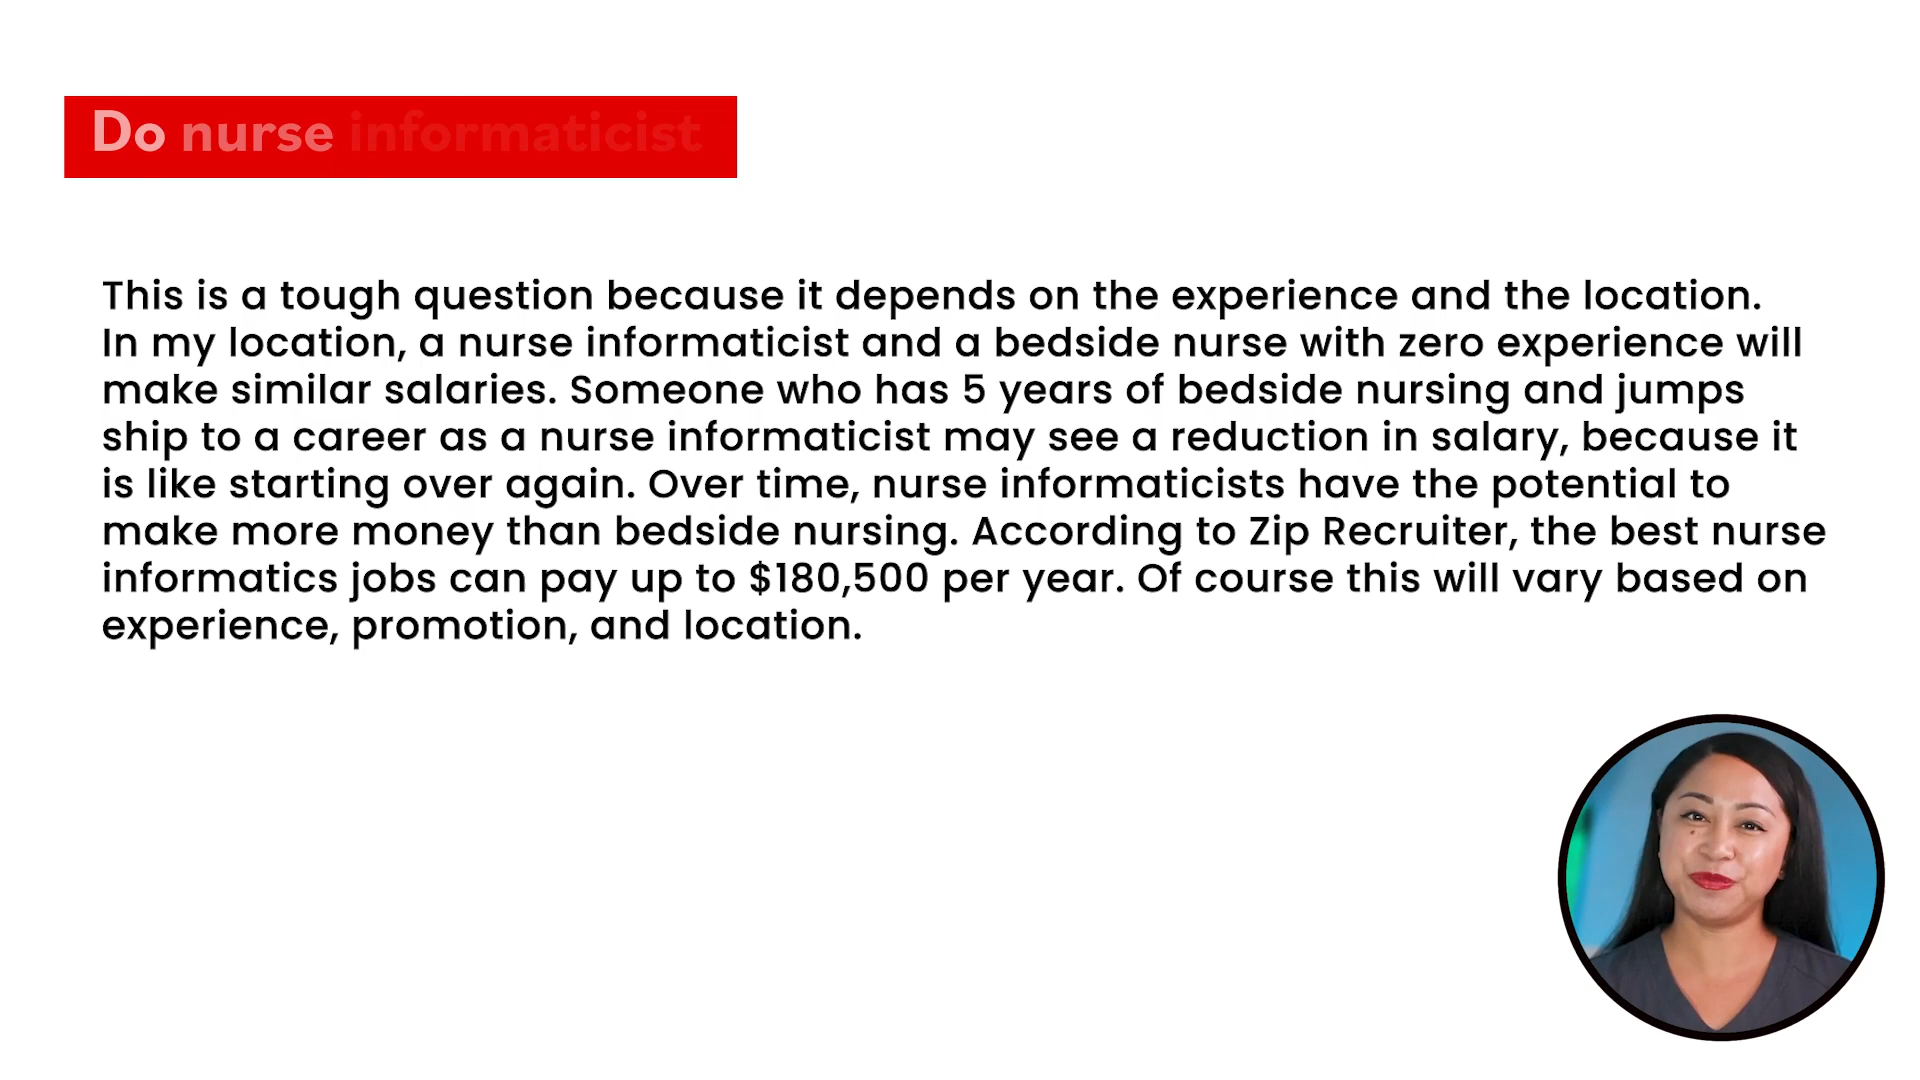 Do nurse informaticist
This is a tough question because it depends on the experience and the location.
In my location, a nurse informaticist and a bedside nurse with zero experience will
make similar salaries. Someone who has 5 years of bedside nursing and jumps
ship to a career as a nurse informaticist may see a reduction in salary, because it
is like starting over again. Over time, nurse informaticists have the potential to
make more money than bedside nursing. According to Zip Recruiter, the best nurse
informatics jobs can pay up to $180,500 per year. Of course this will vary based on
experience, promotion, and location.